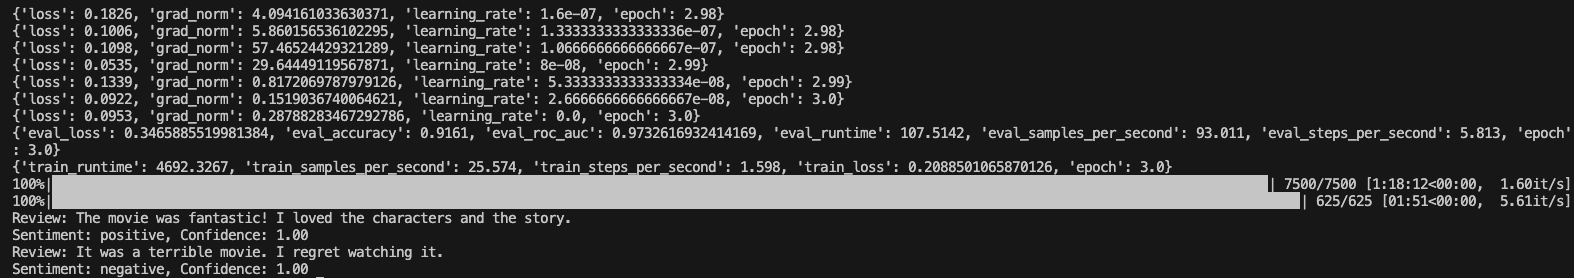 {'loss': 0.1826, 'grad_norm': 4.094161033630371, 'learning_rate': 1.6e-07, 'epoch': 2.98}
{'loss': 0.1006, 'grad_norm': 5.860156536102295, 'learning_rate': 1.3333333333333336e-07, 'epoch': 2.98}
{'loss': 0.1098, 'grad_norm': 57.46524429321289, 'learning_rate': 1.0666666666666667e-07, 'epoch': 2.98}
{'loss': 0.0535, 'grad_norm': 29.64449119567871, 'learning_rate': 8e-08, 'epoch': 2.99}
{'loss': 0.1339, 'grad_norm': 0.8172069787979126, 'learning_rate': 5.3333333333333334e-08, 'epoch': 2.99}
{'loss': 0.0922, 'grad_norm': 0.1519036740064621, 'learning_rate': 2.6666666666666667e-08, 'epoch': 3.0}
{'loss': 0.0953, 'grad_norm': 0.28788283467292786, 'learning_rate': 0.0, 'epoch': 3.0}
{'eval_loss': 0.3465885519981384, 'eval_accuracy': 0.9161, 'eval_roc_auc': 0.9732616932414169, 'eval_runtime': 107.5142, 'eval_samples_per_second': 93.011, 'eval_steps_per_second': 5.813, 'epoch'
: 3.0}
{'train_runtime': 4692.3267, 'train_samples_per_second': 25.574, 'train_steps_per_second': 1.598, 'train_loss': 0.2088501065870126, 'epoch': 3.0}
100%| | 7500/7500 [1:18:12<00:00, 1.60it/s]
100%| | 625/625 [01:51<00:00, 5.61it/s]
Review: The movie was fantastic! I loved the characters and the story.
Sentiment: positive, Confidence: 1.00
Review: It was a terrible movie. I regret watching it.
Sentiment: negative, Confidence: 1.00